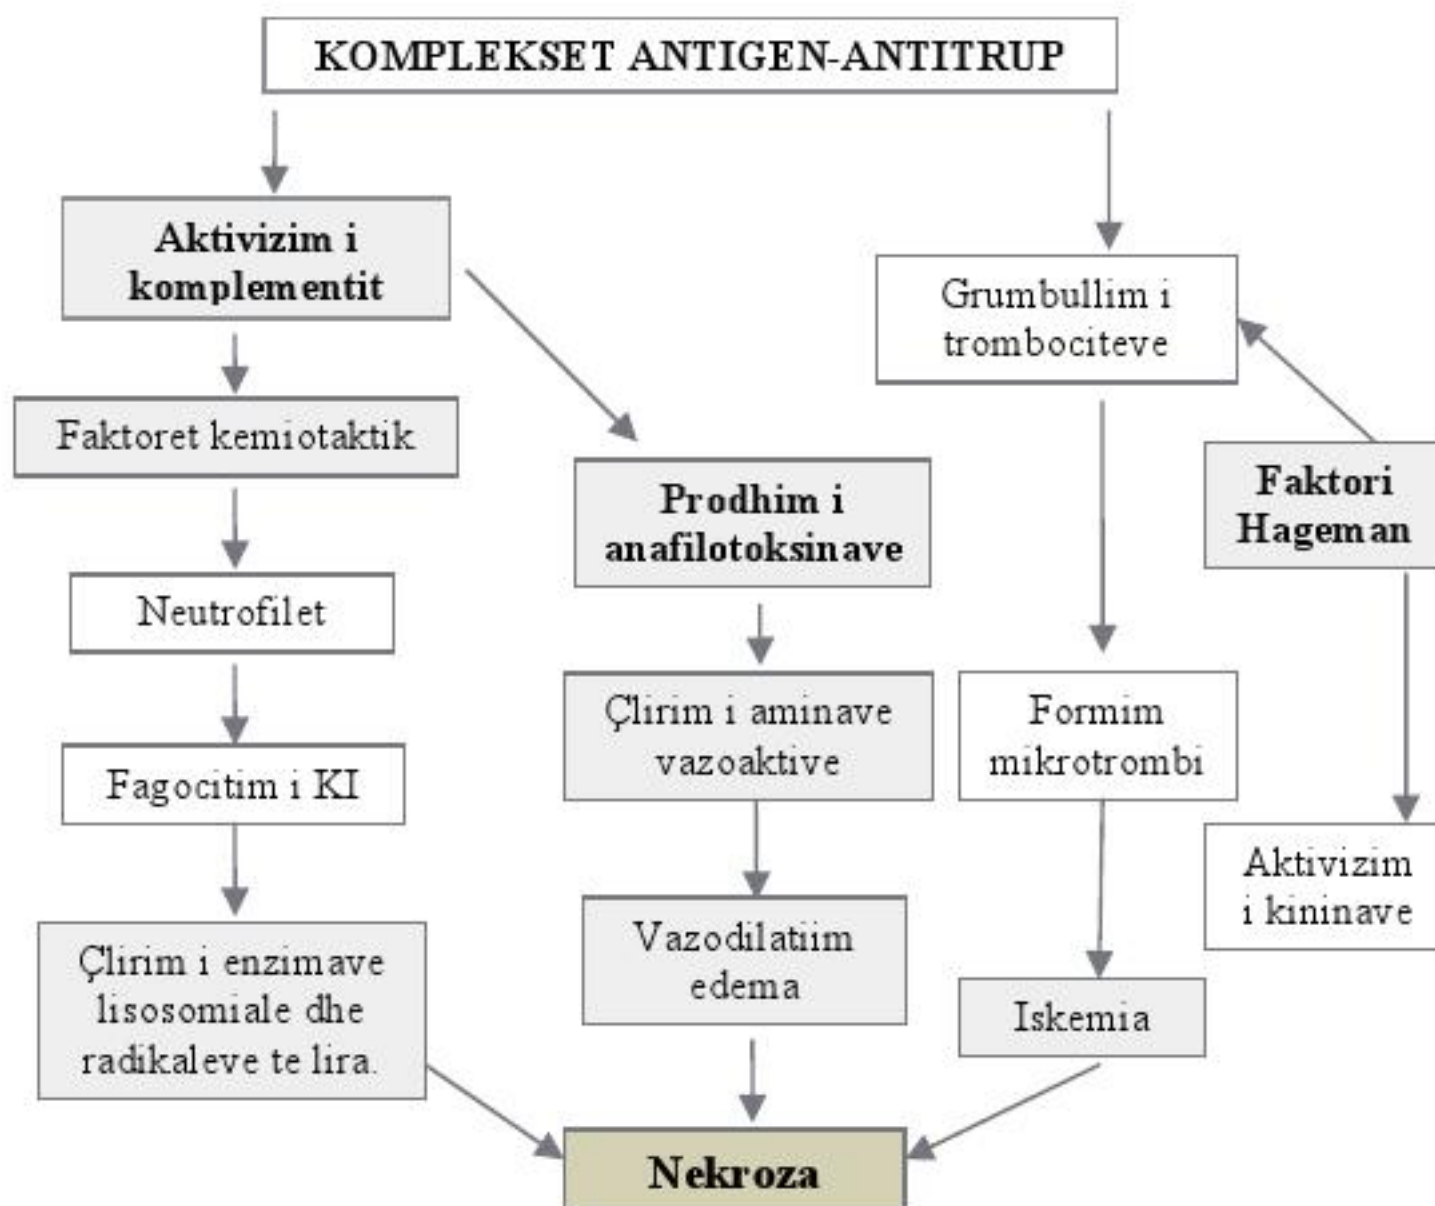 KOMPLEKSET ANTIGEN-ANTITRUP
Aktivizim i
komplementit
Faktoret kemiotaktik
Neutrofilet
Fagocitim i KI
Çlirim i enzimave
lisosomiale dhe
radikaleve te lira.
Prodhim i
anafilotoksinave
Çlirim i aminave
vazoaktive
Vazodilatiim
edema
Grumbullim i
trombociteve
Formim
mikrotrombi
Iskemia
Faktori
Hageman
Aktivizim
i kininave
Nekroza